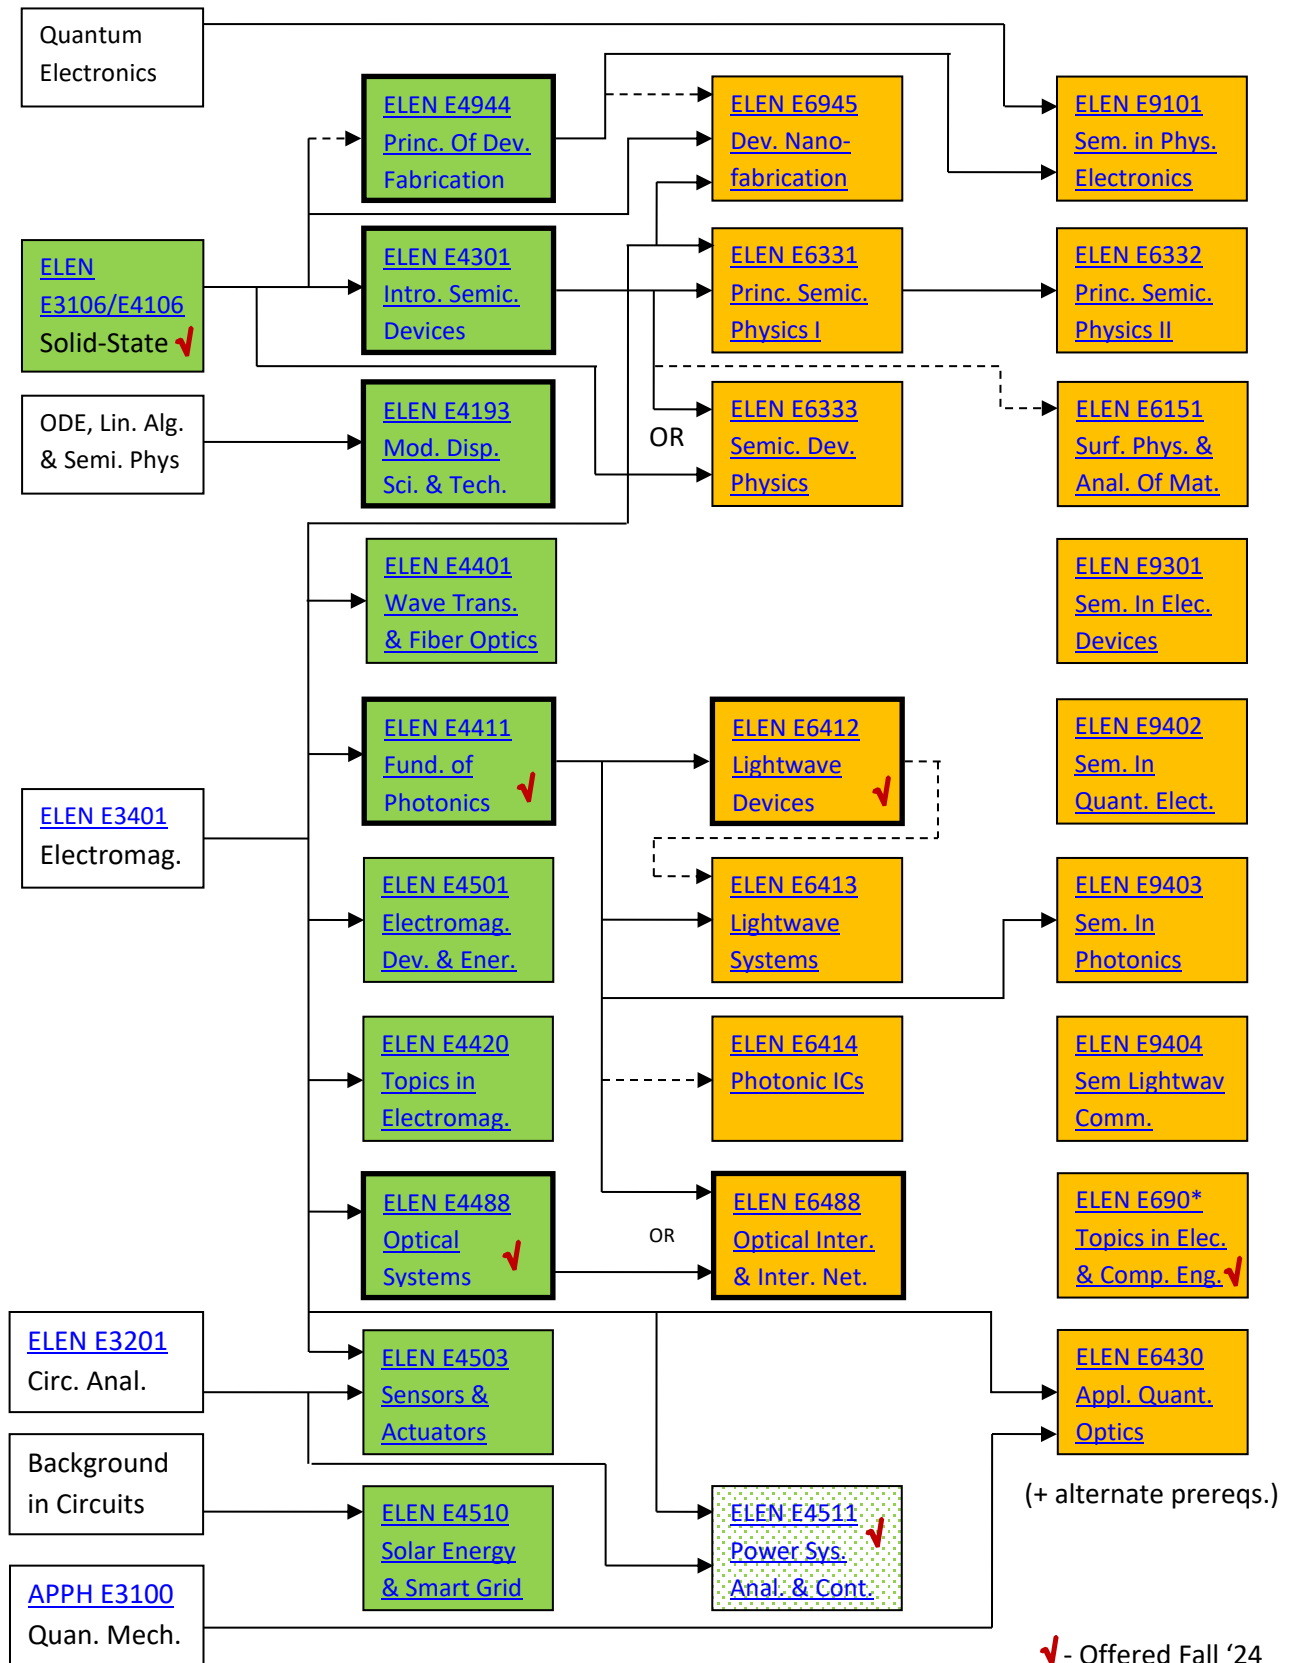 Quantum
Electronics
ELEN E4944
Princ. Of Dev.
Fabrication
ELEN E6945
Dev. Nano-
fabrication
ELEN E9101
Sem. in Phys.
Electronics
ELEN
E3106/E4106
Solid-State √
ELEN E4301
Intro. Semic.
Devices
ELEN E6331
Princ. Semic.
Physics I
ELEN E6332
Princ. Semic.
Physics II
ODE, Lin. Alg.
& Semi. Phys
ELEN E4193
Mod. Disp.
Sci. & Tech.
OR
ELEN E6333
Semic. Dev.
Physics
ELEN E6151
Surf. Phys. &
Anal. Of Mat.
ELEN E4401
Wave Trans.
& Fiber Optics
ELEN E9301
Sem. In Elec.
Devices
ELEN E3401
Electromag.
ELEN E4411
Fund. of
Photonics √
ELEN E6412
Lightwave
Devices √
ELEN E9402
Sem. In
Quant. Elect.
ELEN E4501
Electromag.
Dev. & Ener.
ELEN E6413
Lightwave
Systems
ELEN E9403
Sem. In
Photonics
ELEN E4420
Topics in
Electromag.
ELEN E6414
Photonic ICs
ELEN E9404
Sem Lightwav
Comm.
ELEN E4488
Optical
Systems √
OR
ELEN E6488
Optical Inter.
& Inter. Net.
ELEN E690*
Topics in Elec.
& Comp. Eng. √
ELEN E3201
Circ. Anal.
ELEN E4503
Sensors &
Actuators
ELEN E6430
Appl. Quant.
Optics
(+ alternate prereqs.)
Background
in Circuits
ELEN E4510
Solar Energy
& Smart Grid
ELEN E4511 √
Power Sys.
Anal. & Cont.
APPH E3100
Quan. Mech.
√ - Offered Fall ‘24